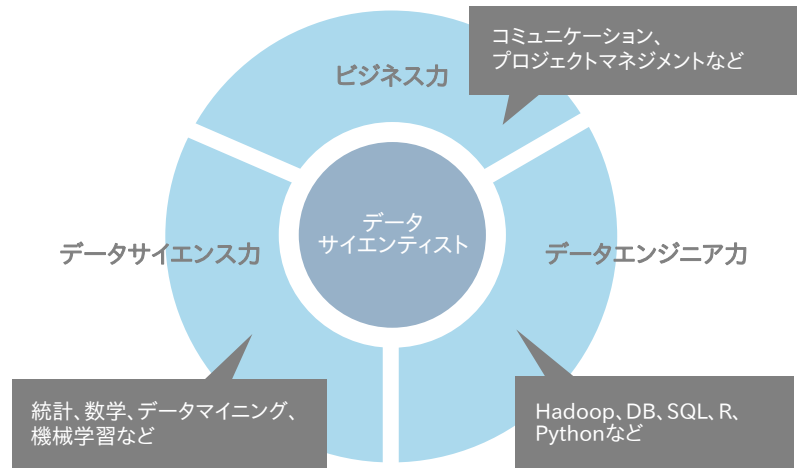 コミュニケーション、
プロジェクトマネジメントなど
ビジネス力
データ
サイエンティスト
データサイエンス力
データエンジニア力
統計、数学、データマイニング、
機械学習など
Hadoop、DB、SQL、R、
Pythonなど